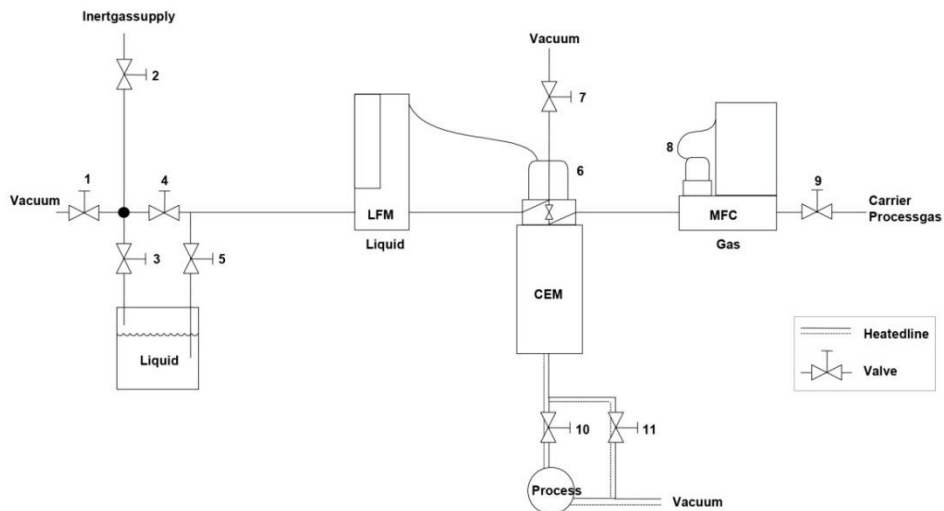 Inertgassupply
2
Vacuum
7
8
1
4
6
9
Vacuum
LFM
MFC
Carrier
Processgas
Liquid
Gas
3
5
CEM
Liquid
Heatedline
Valve
10
11
Process
Vacuum